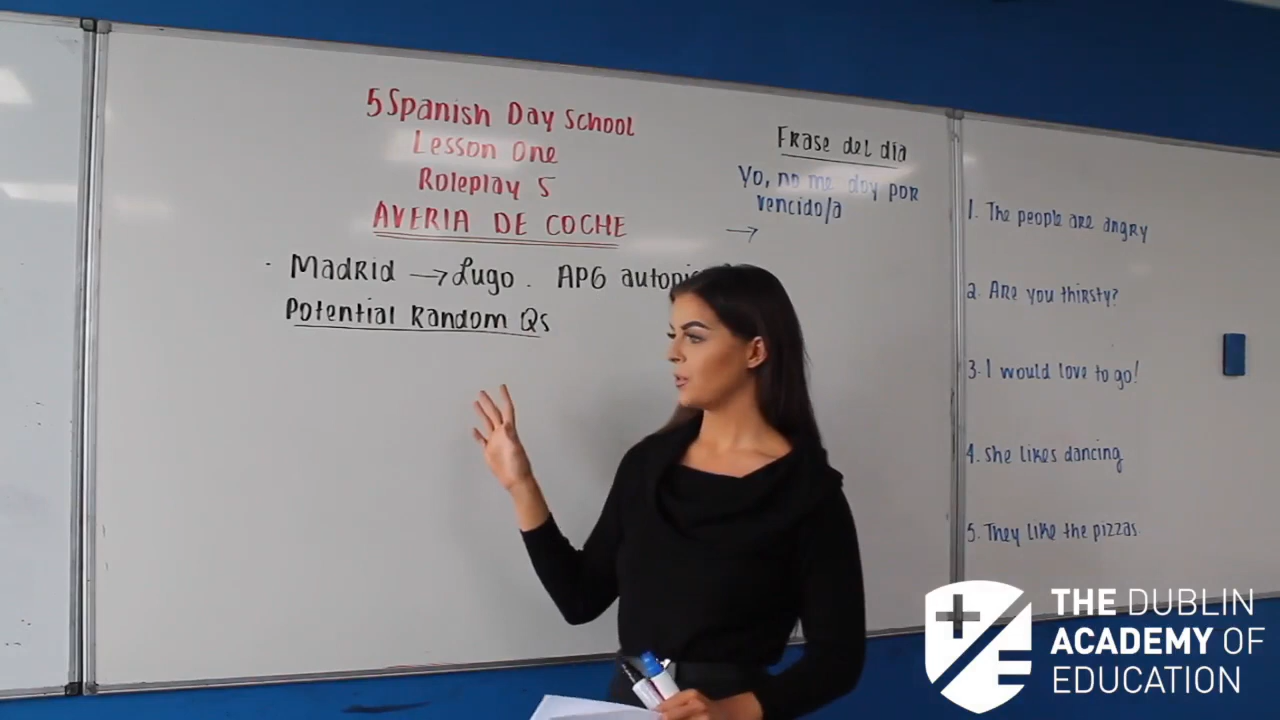 5 Spanish Day School
Lesson One
Roleplay 5
AVERIA DE COCHE
· Madrid → Lugo. AP6
Potential Random Qs
Frase del dia
Yo, no me doy por
vencido/a
→
1. The people are angry
2. Are you thirsty?
3. I would love to go!
4. She likes dancing
5. They like the pizzas
THE DUBLIN
ACADEMY OF
EDUCATION